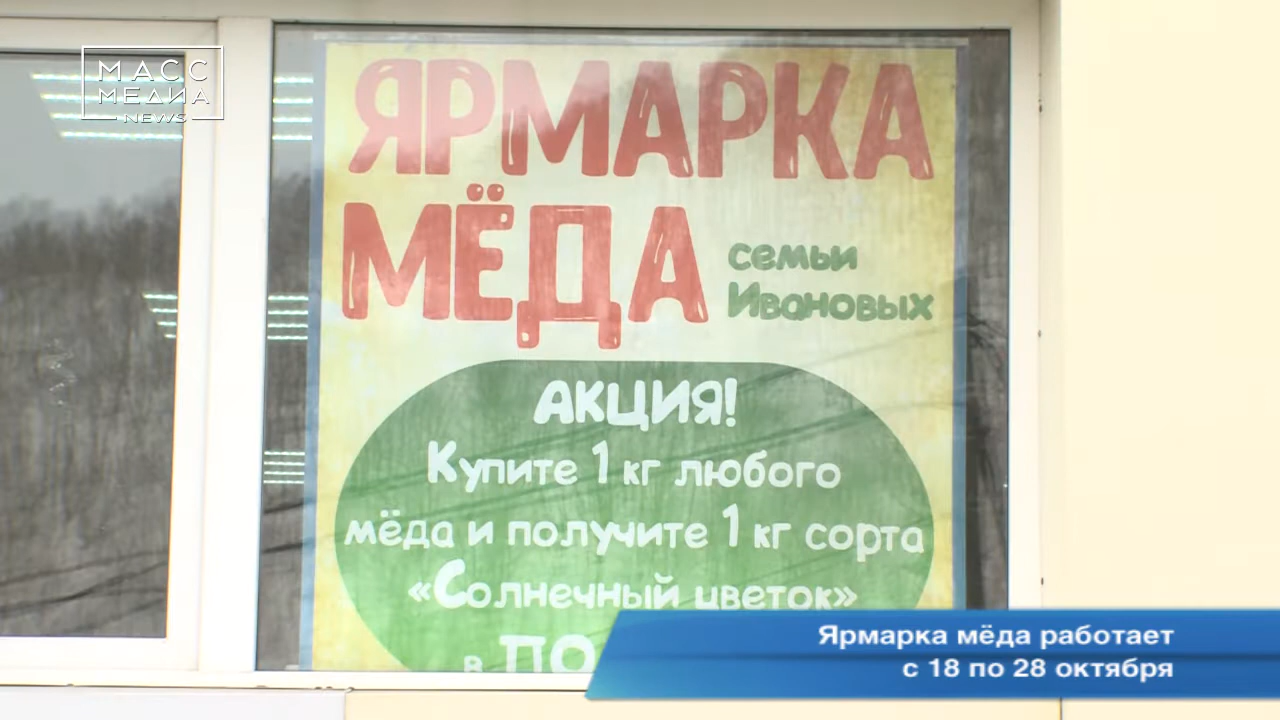 МАСС
МЕДИА
NEWS
ЯРМАРКА
МЁДА
семьи
Ивановых
АКЦИЯ!
Купите 1 кг любого
мёда и получите 1 кг сорта
«Солнечный цветок»
в ПО
Ярмарка мёда работает
с 18 по 28 октября